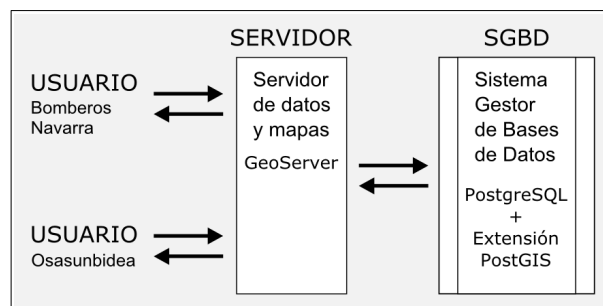 SERVIDOR
SGBD
USUARIO
Bomberos
Navarra
USUARIO
Osasunbidea
Servidor
de datos
y mapas
GeoServer
Sistema
Gestor
de Bases
de Datos
PostgreSQL
+
Extensión
PostGIS